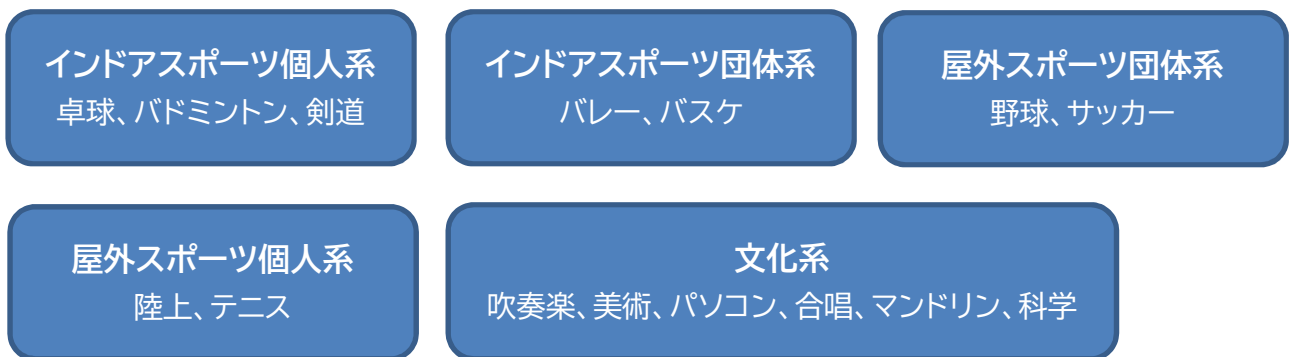 インドアスポーツ個人系
卓球、バドミントン、剣道
インドアスポーツ団体系
バレー、バスケ
屋外スポーツ団体系
野球、サッカー
屋外スポーツ個人系
陸上、テニス
文化系
吹奏楽、美術、パソコン、合唱、マンドリン、科学